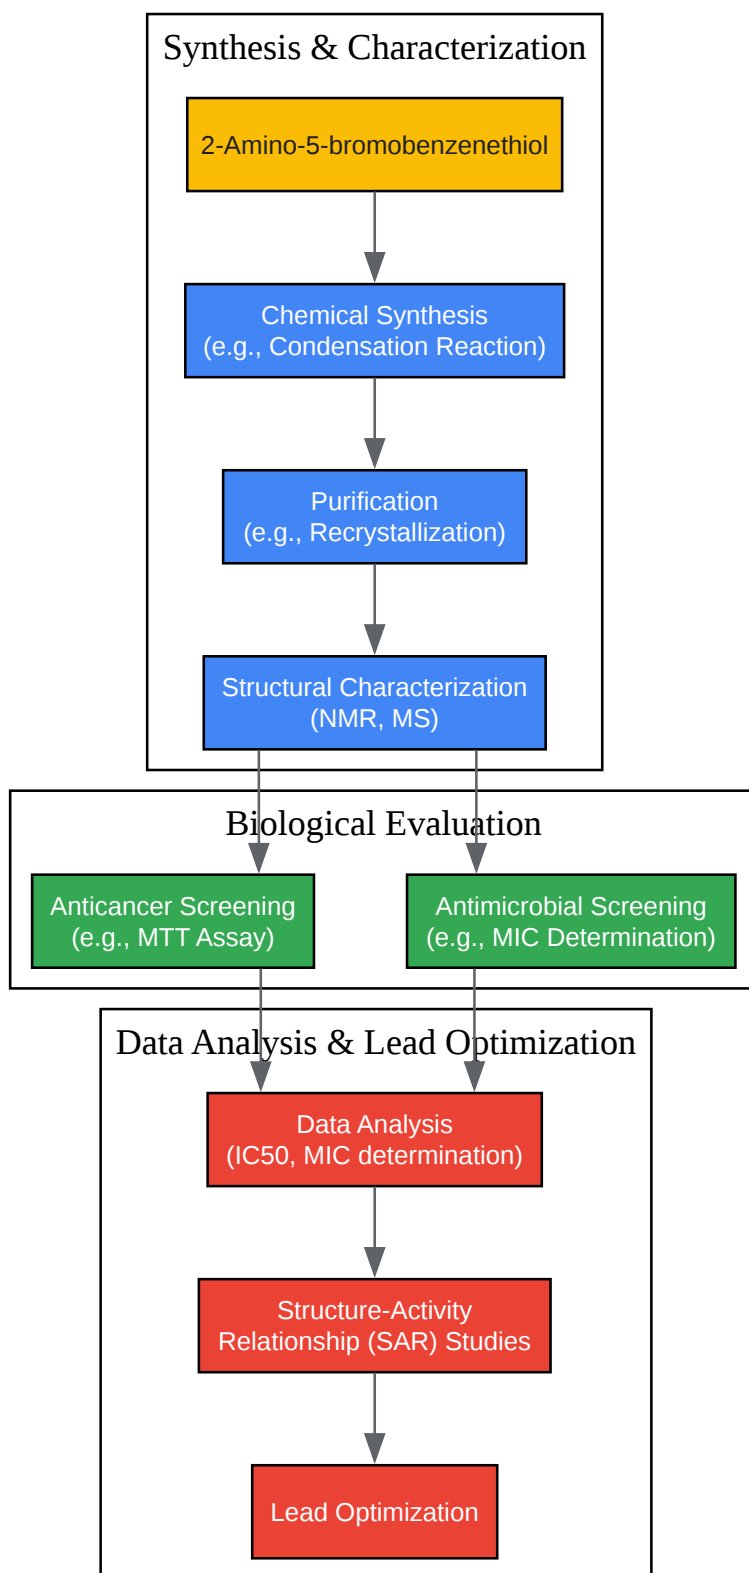 Synthesis & Characterization
2-Amino-5-bromobenzenethiol
Chemical Synthesis
(e.g., Condensation Reaction)
Purification
(e.g., Recrystallization)
Structural Characterization
(NMR, MS)
Biological Evaluation
Anticancer Screening
(e.g., MTT Assay)
Antimicrobial Screening
(e.g., MIC Determination)
Data Analysis & Lead Optimization
Data Analysis
(IC50, MIC determination)
Structure-Activity
Relationship (SAR) Studies
Lead Optimization